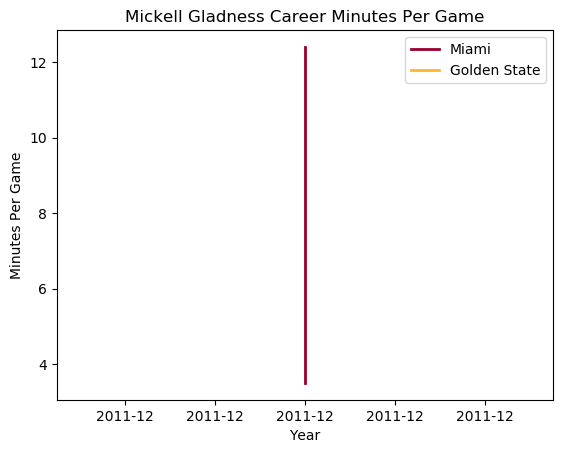 Mickell Gladness Career Minutes Per Game
Miami
Golden State
12
10
8
6
4
Minutes Per Game
2011-12 2011-12 2011-12 2011-12 2011-12
Year